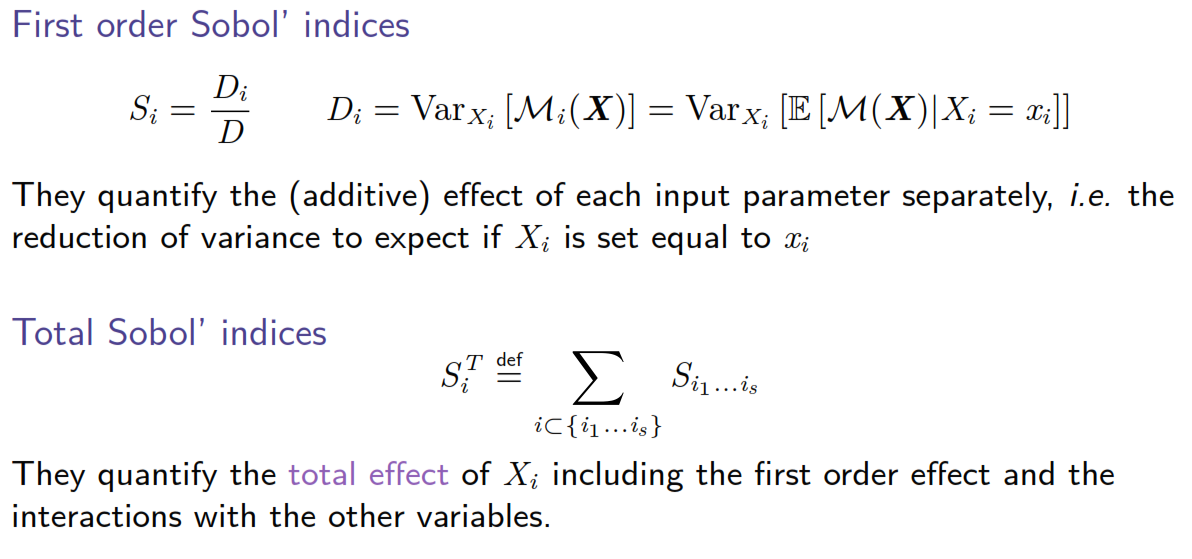 First order Sobol’ indices
$S_i = \dfrac{D_i}{D} \qquad D_i = \mathrm{Var}_{X_i}\left[\mathcal{M}_i(\boldsymbol{X})\right] = \mathrm{Var}_{X_i}\left[\mathbb{E}\left[\mathcal{M}(\boldsymbol{X})|X_i = x_i\right]\right]$
They quantify the (additive) effect of each input parameter separately, i.e. the
reduction of variance to expect if $X_i$ is set equal to $x_i$
Total Sobol’ indices
$S_i^T \stackrel{\text{def}}{=} \sum_{i \subset \{i_1 \ldots i_s\}} S_{i_1 \ldots i_s}$
They quantify the total effect of $X_i$ including the first order effect and the
interactions with the other variables.